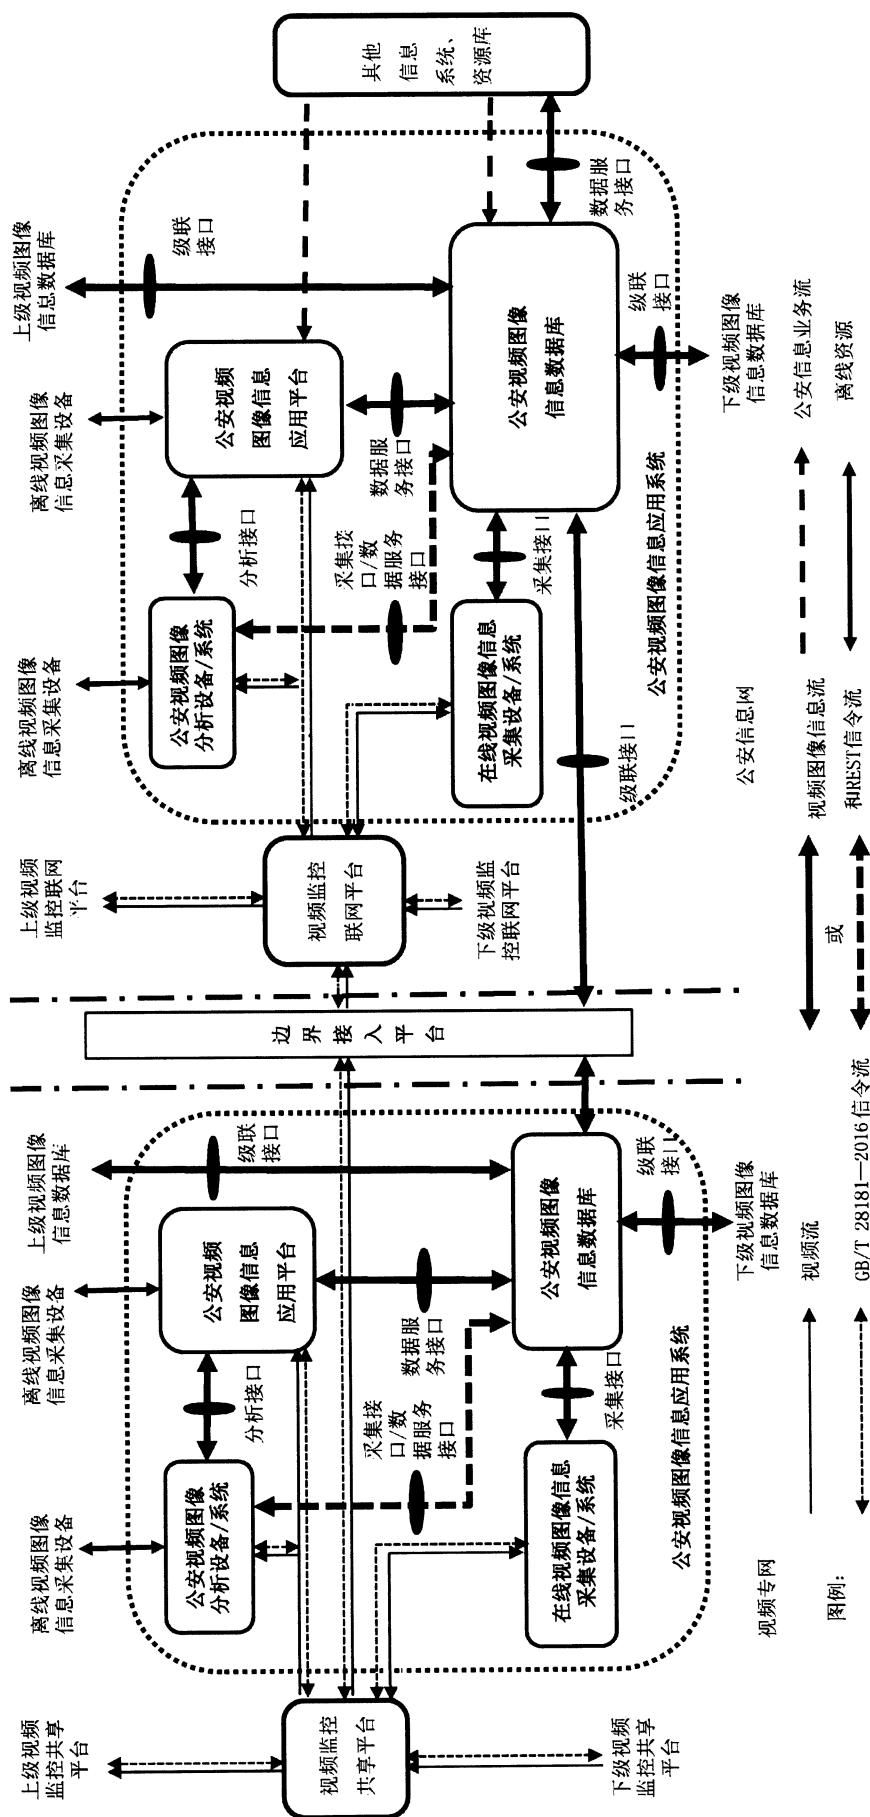 上级视频
监控共享
平台
视频监控
共享平台
下级视频
监控共享
平台
离线视频图像
信息采集设备
离线视频图像
信息采集设备
上级视频图像
信息数据库
公安视频图像
分析设备/系统
分析接口
公安视频
图像信息
应用平台
级联
接口
采集接
口/数
据服务
接口
数据服
务接口
在线视频图像信息
采集设备/系统
采集接口
公安视频图像
信息数据库
级联
接口
公安视频图像信息应用系统
下级视频图像
信息数据库
视频专网
边界接入平台
上级视频
监控联网
平台
视频监控
联网平台
下级视频监
控联网平台
离线视频图像
信息采集设备
离线视频图像
信息采集设备
上级视频图像
信息数据库
公安视频图像
分析设备/系统
分析接口
公安视频
图像信息
应用平台
级联
接口
采集接
口/数
据服务
接口
数据服
务接口
在线视频图像信息
采集设备/系统
采集接口
公安视频图像
信息数据库
级联接口
级联
接口
数据服
务接口
其他
信息
系统、
资源库
公安视频图像信息应用系统
下级视频图像
信息数据库
公安信息网
图例:
视频流
GB/T 28181—2016信令流
或
视频图像信息流
和REST信令流
公安信息业务流
离线资源